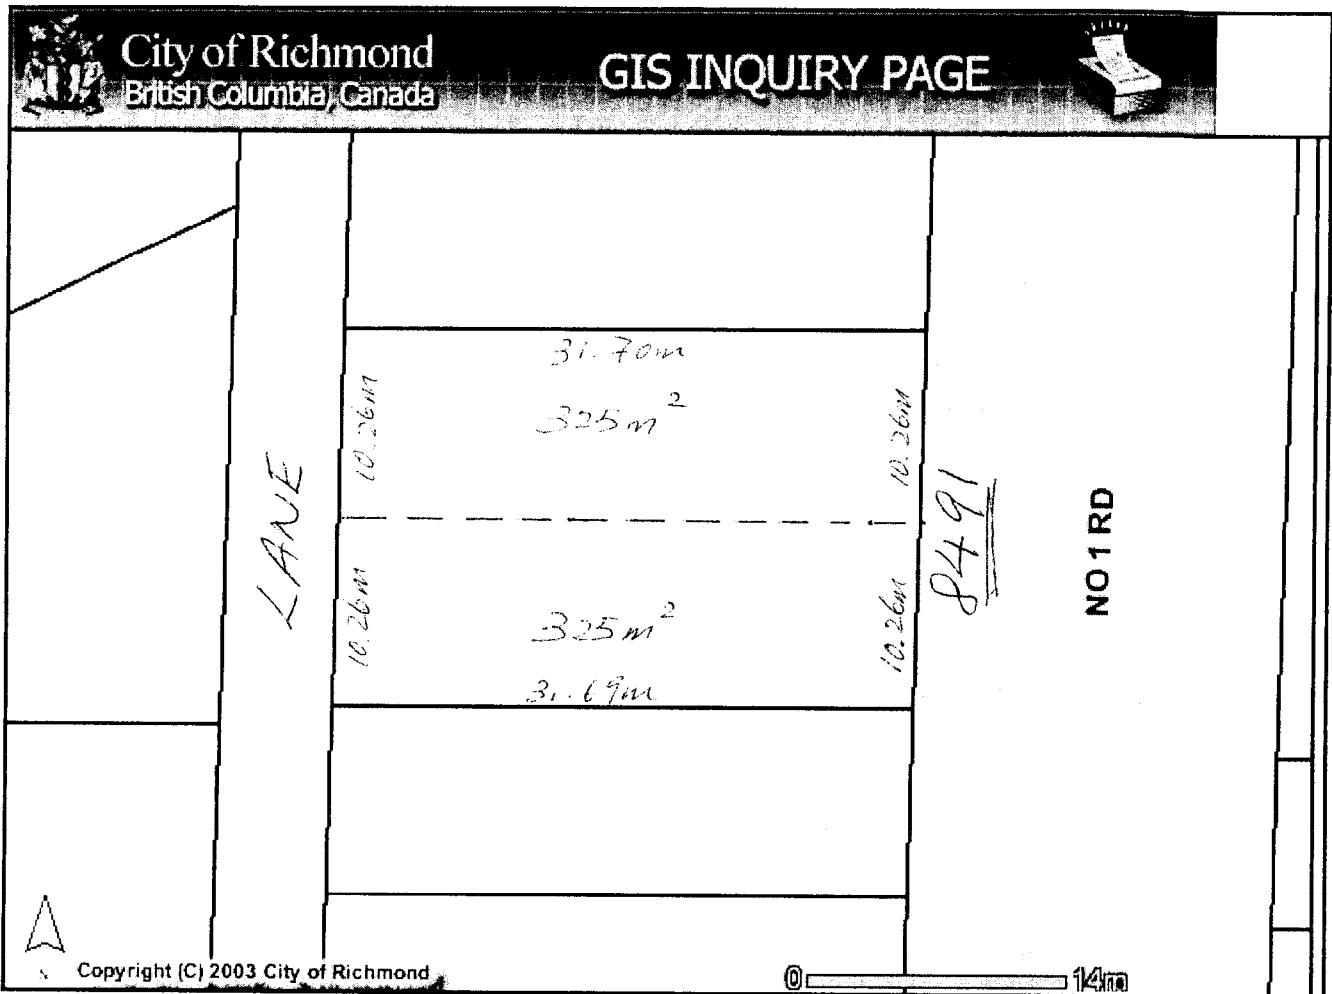 City of Richmond
British Columbia, Canada
GIS INQUIRY PAGE
31.70m
10.26m
325m²
10.26m
LANE
8491
NO 1 RD
10.26m
325m²
10.26m
31.69m
N
Copyright (C) 2003 City of Richmond
0
14m